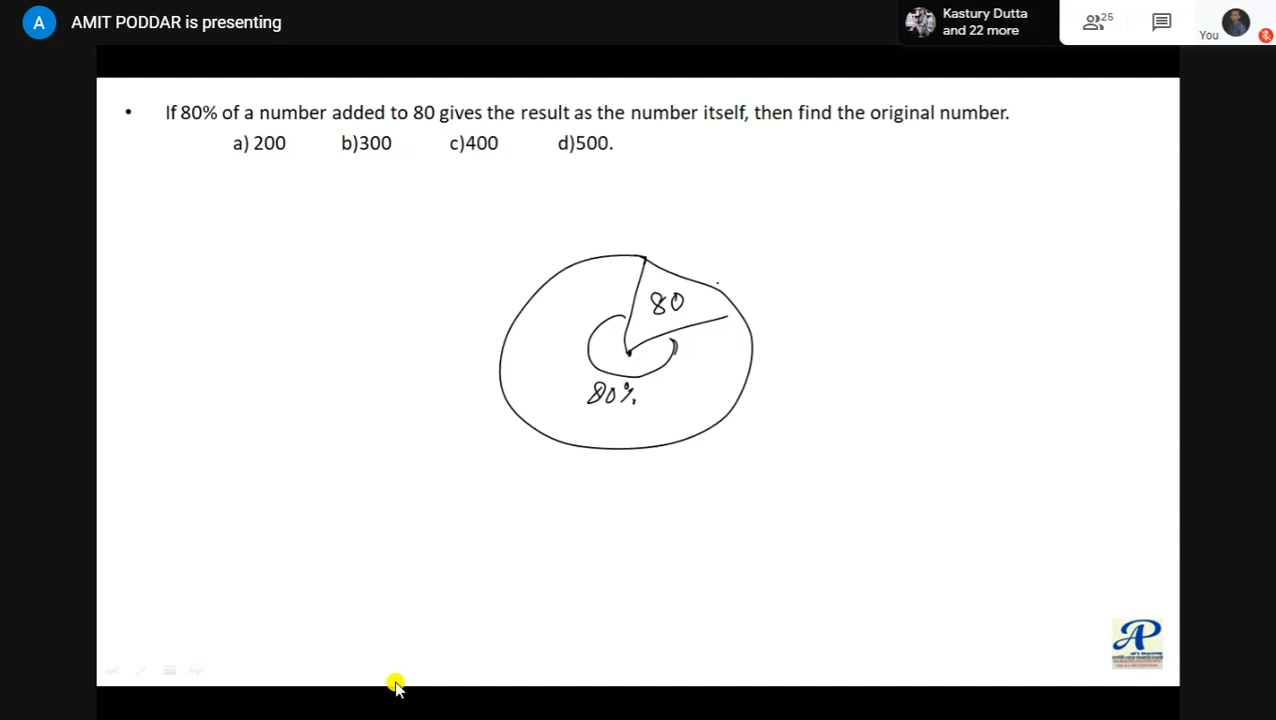 A AMIT PODDAR is presenting
Kastury Dutta
and 22 more
25
You
• If 80% of a number added to 80 gives the result as the number itself, then find the original number.
a) 200 b)300 c)400 d)500.
80
80%
AP